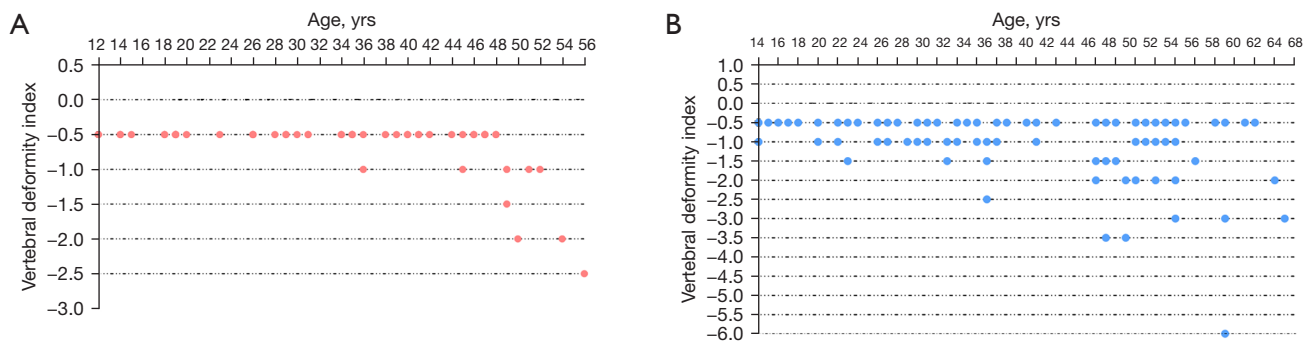 A
Age, yrs
12 14 16 18 20 22 24 26 28 30 32 34 36 38 40 42 44 46 48 50 52 54 56
Vertebral deformity index
0.5
0.0
−0.5
−1.0
−1.5
−2.0
−2.5
−3.0
B
Age, yrs
14 16 18 20 22 24 26 28 30 32 34 36 38 40 42 44 46 48 50 52 54 56 58 60 62 64 68
Vertebral deformity index
1.0
0.5
0.0
−0.5
−1.0
−1.5
−2.0
−3.0
−3.5
−4.0
−4.5
−5.0
−5.5
−6.0